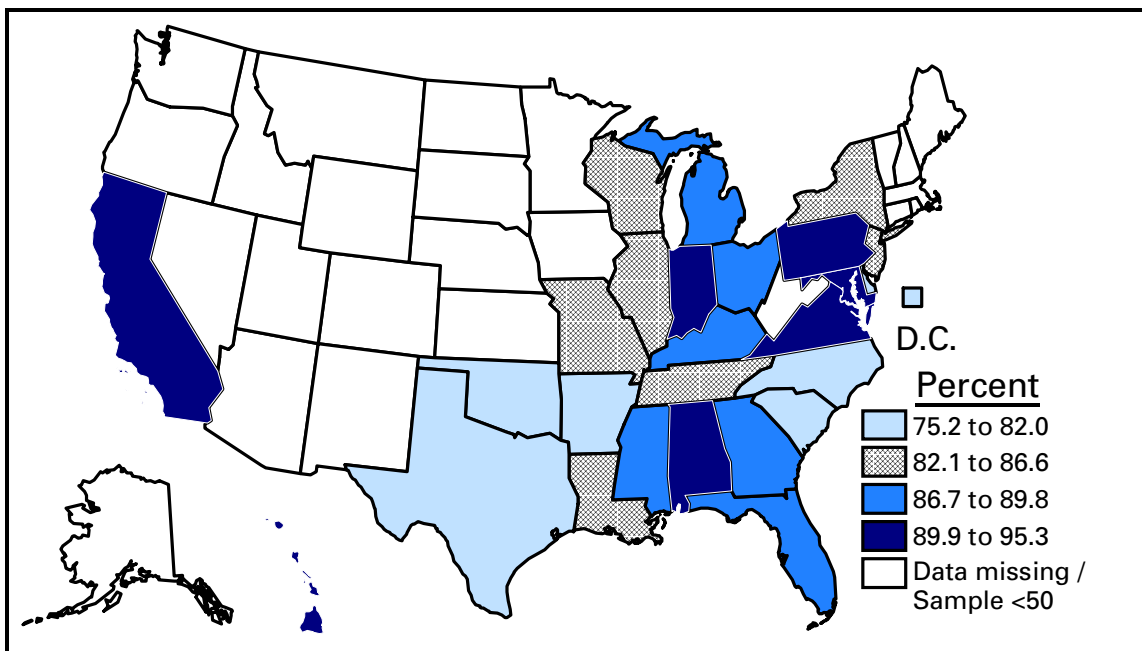 D.C.
Percent
75.2 to 82.0
82.1 to 86.6
86.7 to 89.8
89.9 to 95.3
Data missing /
Sample <50